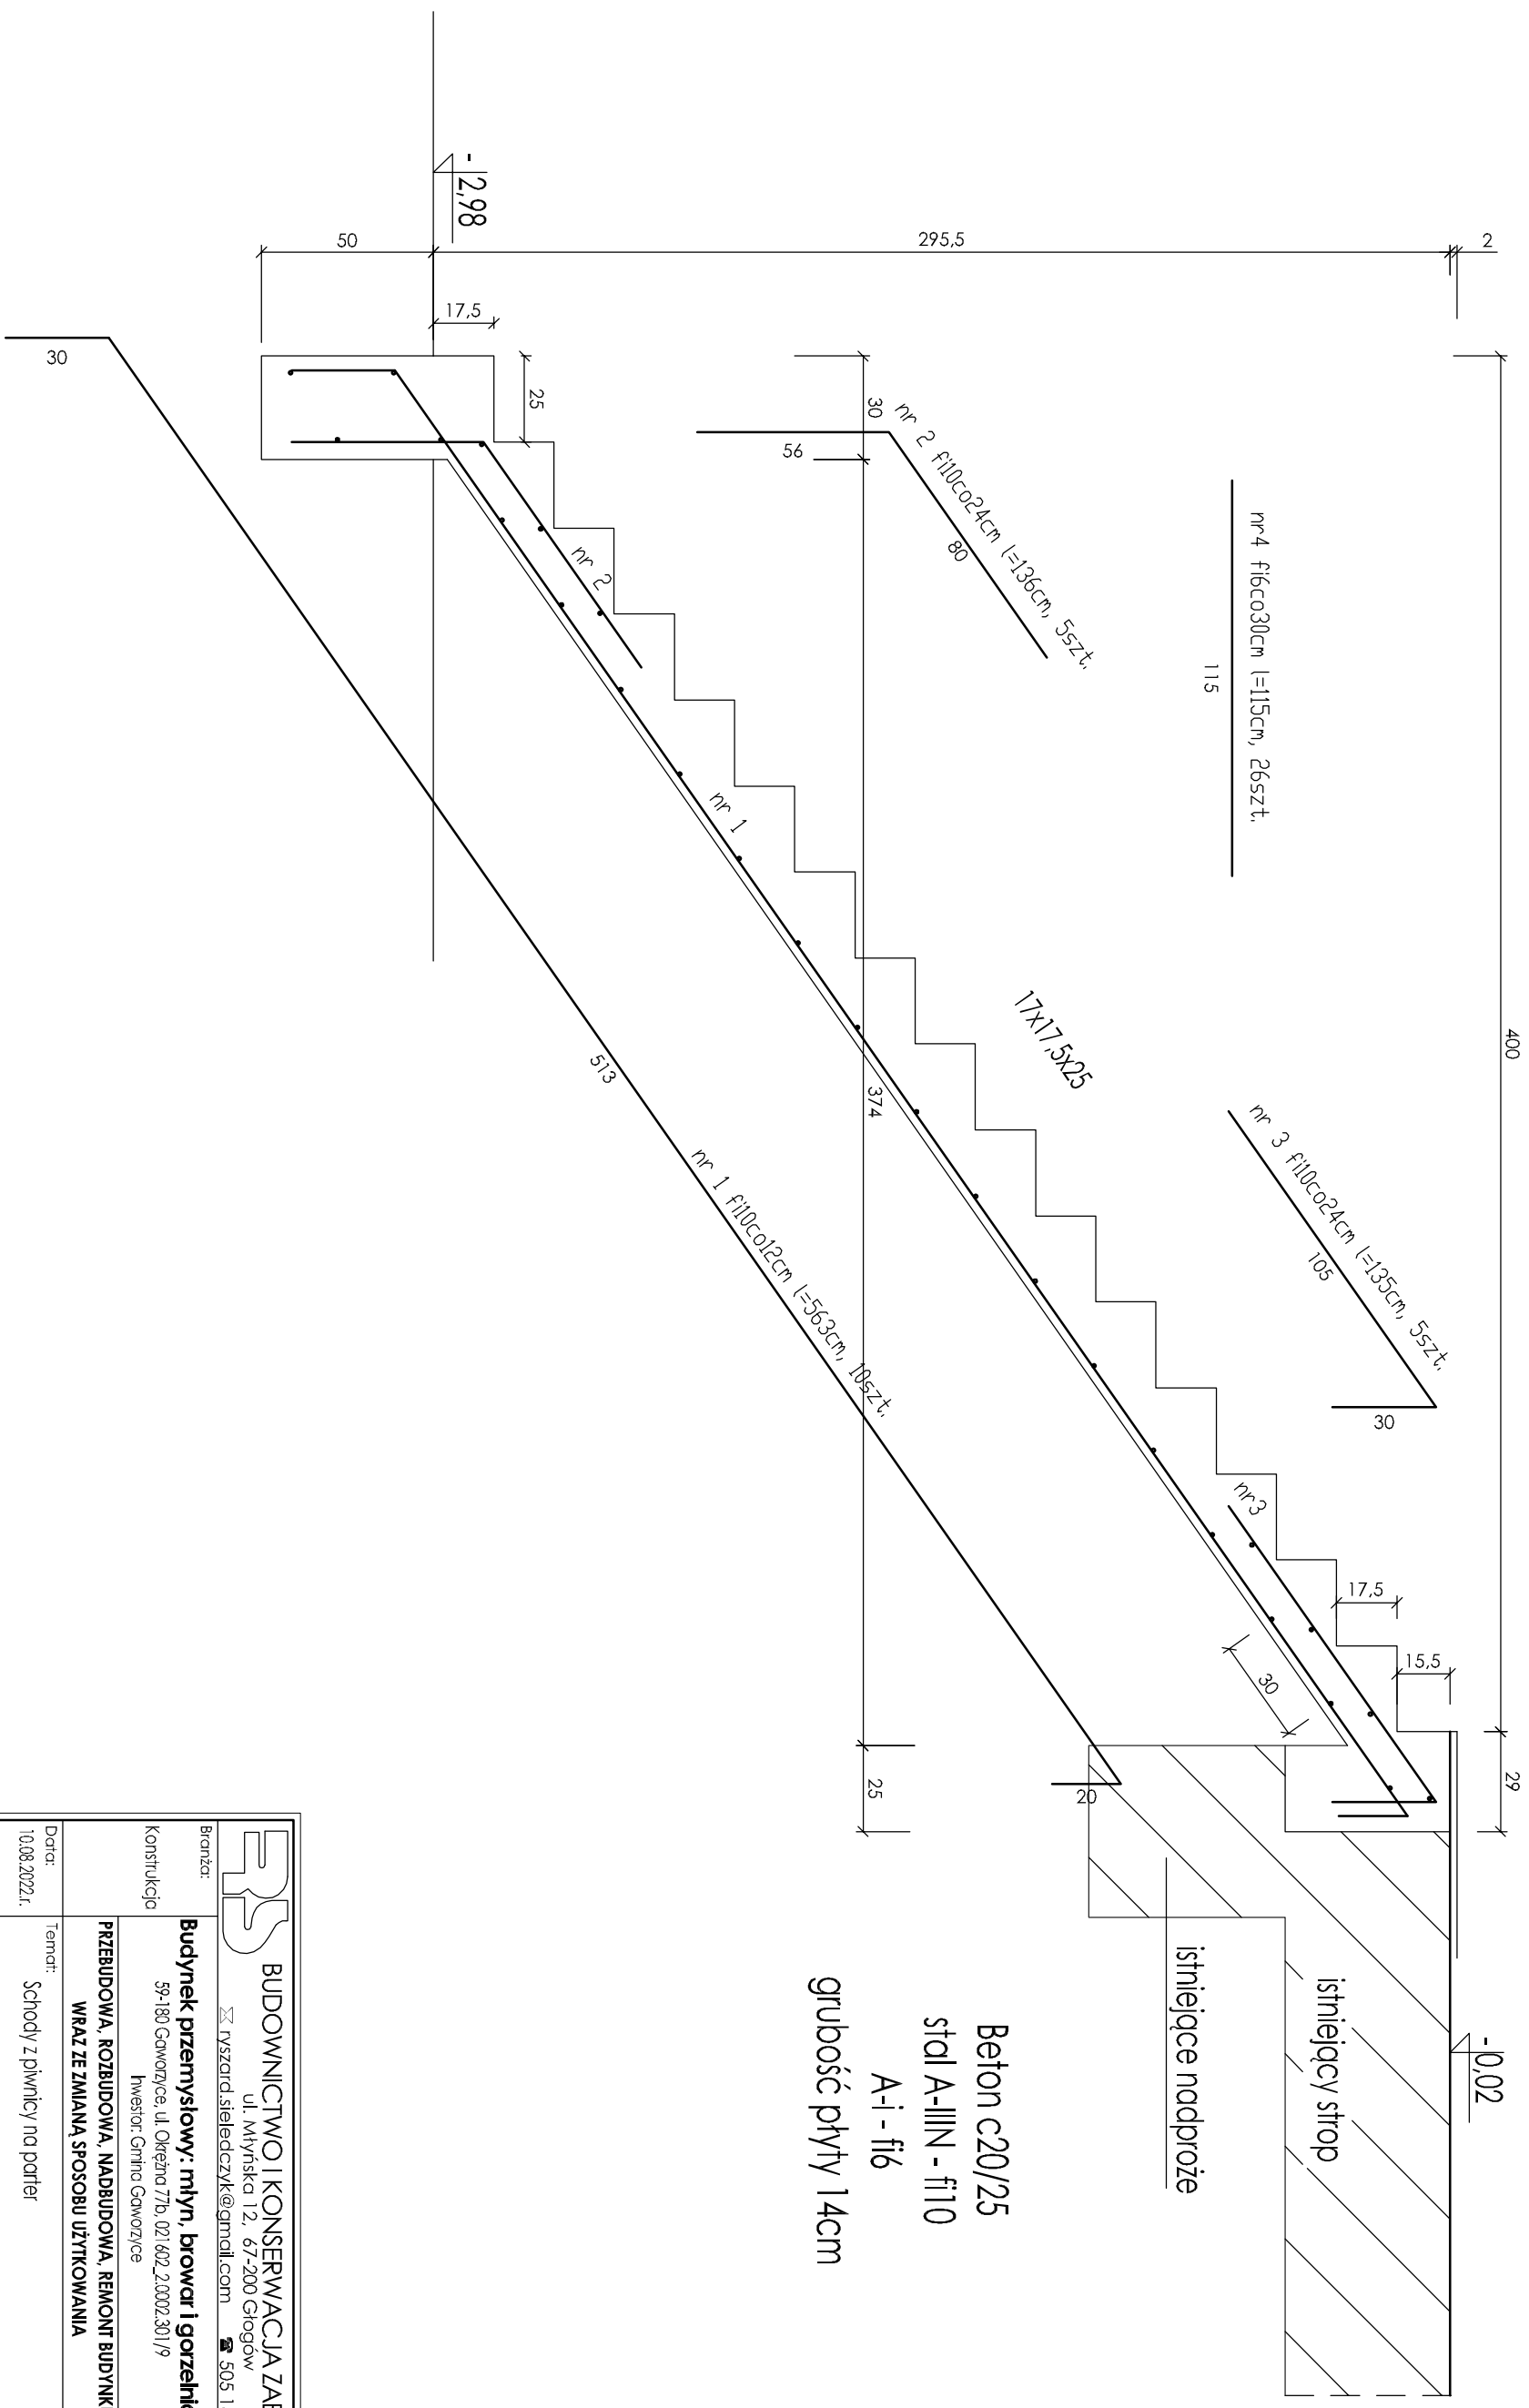 400
29
2
295,5
50
-2,98
-0,02
17,5
25
30
56
nr 2 fi10co24cm l=136cm, 5szt.
80
nr4 fi6co30cm l=115cm, 26szt.
115
17x17,5x25
nr 3 fi10co24cm l=135cm, 5szt.
105
30
nr 2
nr 1
nr3
17,5
15,5
30
374
25
30
513
nr 1 fi10co12cm l=563cm, 10szt.
20
istniejący strop
istniejące nadproże
Beton c20/25
stal A-IIIN - fi10
A-i - fi6
grubość płyty 14cm
BUDOWNICTWO I KONSERWACJA
ul. Młyńska 12, 67-200 Głogów
ryszard.sieledczyk@gmail.com 505
Branża:
Konstrukcja
Budynek przemysłowy: młyn, browar i
59-180 Gaworzyce, ul. Okrężna 77b, 021602_2.0002.301/9
Inwestor: Gmina Gaworzyce
PRZEBUDOWA, ROZBUDOWA, NADBUDOWA, REMONT
WRAZ ZE ZMIANĄ SPOSOBU UŻYTKOWANIA
Data:
10.08.2022.r.
Temat:
Schody z piwnicy na parter